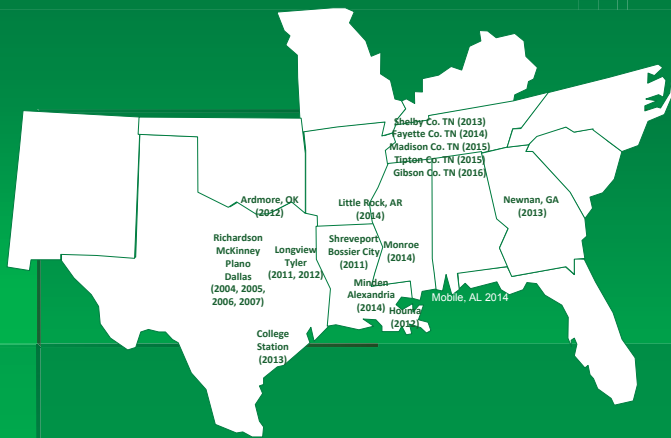 Shelby Co. TN (2013)
Fayette Co. TN (2014)
Madison Co. TN (2015)
Tipton Co. TN (2015)
Gibson Co. TN (2016)
Ardmore, OK
(2012)
Little Rock, AR
(2014)
Newnan, GA
(2013)
Richardson
McKinney
Plano
Dallas
(2004, 2005,
2006, 2007)
Longview
Tyler
(2011, 2012)
Shreveport
Bossier City
(2011)
Monroe
(2014)
Minden
Alexandria
(2014)
Houma
(2012)
Mobile, AL 2014
College
Station
(2013)